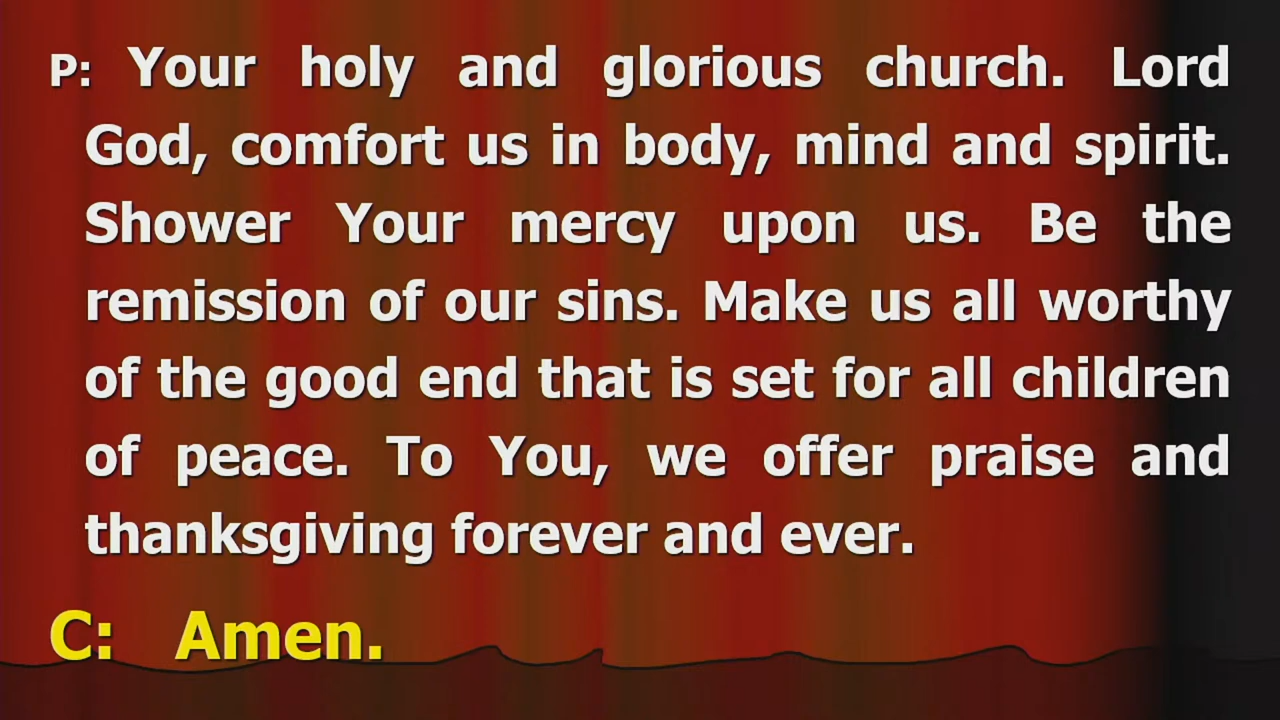 P: Your holy and glorious church. Lord
God, comfort us in body, mind and spirit.
Shower Your mercy upon us. Be the
remission of our sins. Make us all worthy
of the good end that is set for all children
of peace. To You, we offer praise and
thanksgiving forever and ever.
C: Amen.